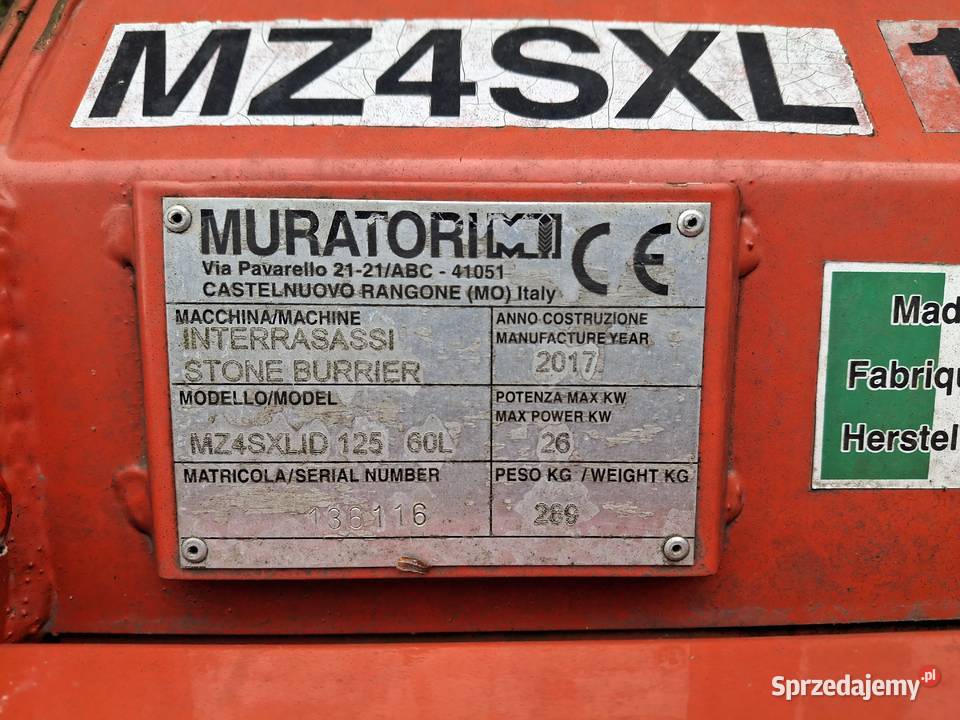 MZ4SXL 1
MURATORI
Via Pavarello 21-21/ABC - 41051
CASTELNUOVO RANGONE (MO) Italy
CE
MACCHINA/MACHINE
INTERRASASSI
STONE BURRIER
ANNO COSTRUZIONE
MANUFACTURE YEAR
2017
MODELLO/MODEL
MZ4SXLID 125 60L
POTENZA MAX KW
MAX POWER KW
26
MATRICOLA/SERIAL NUMBER
136116
PESO KG / WEIGHT KG
269
Mad
Fabriqu
Herstel
Sprzedajemy.pl